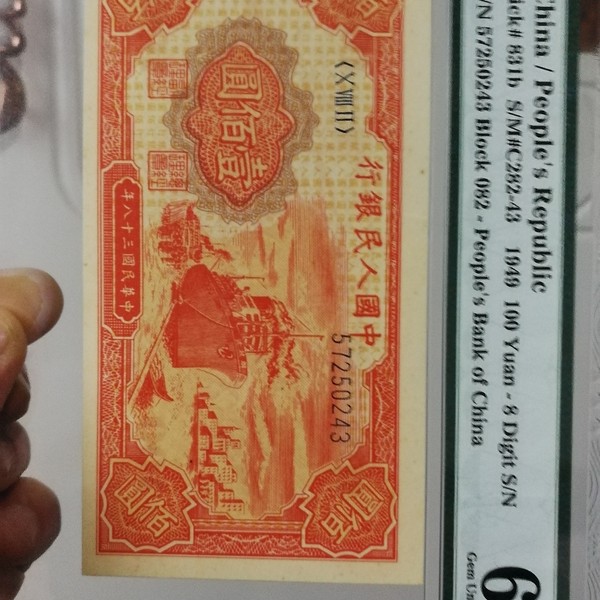 China / People's Republic
Pick# 831b S/M#C282-43 1949 100 Yuan - 8 Digit S/N
S/N 57250243 Block 082 - People's Bank of China
Gem Un
6
中國人民銀行
〈X VIII II〉
57250243
壹佰圓
中華民國三十八年
佰圓
佰圓